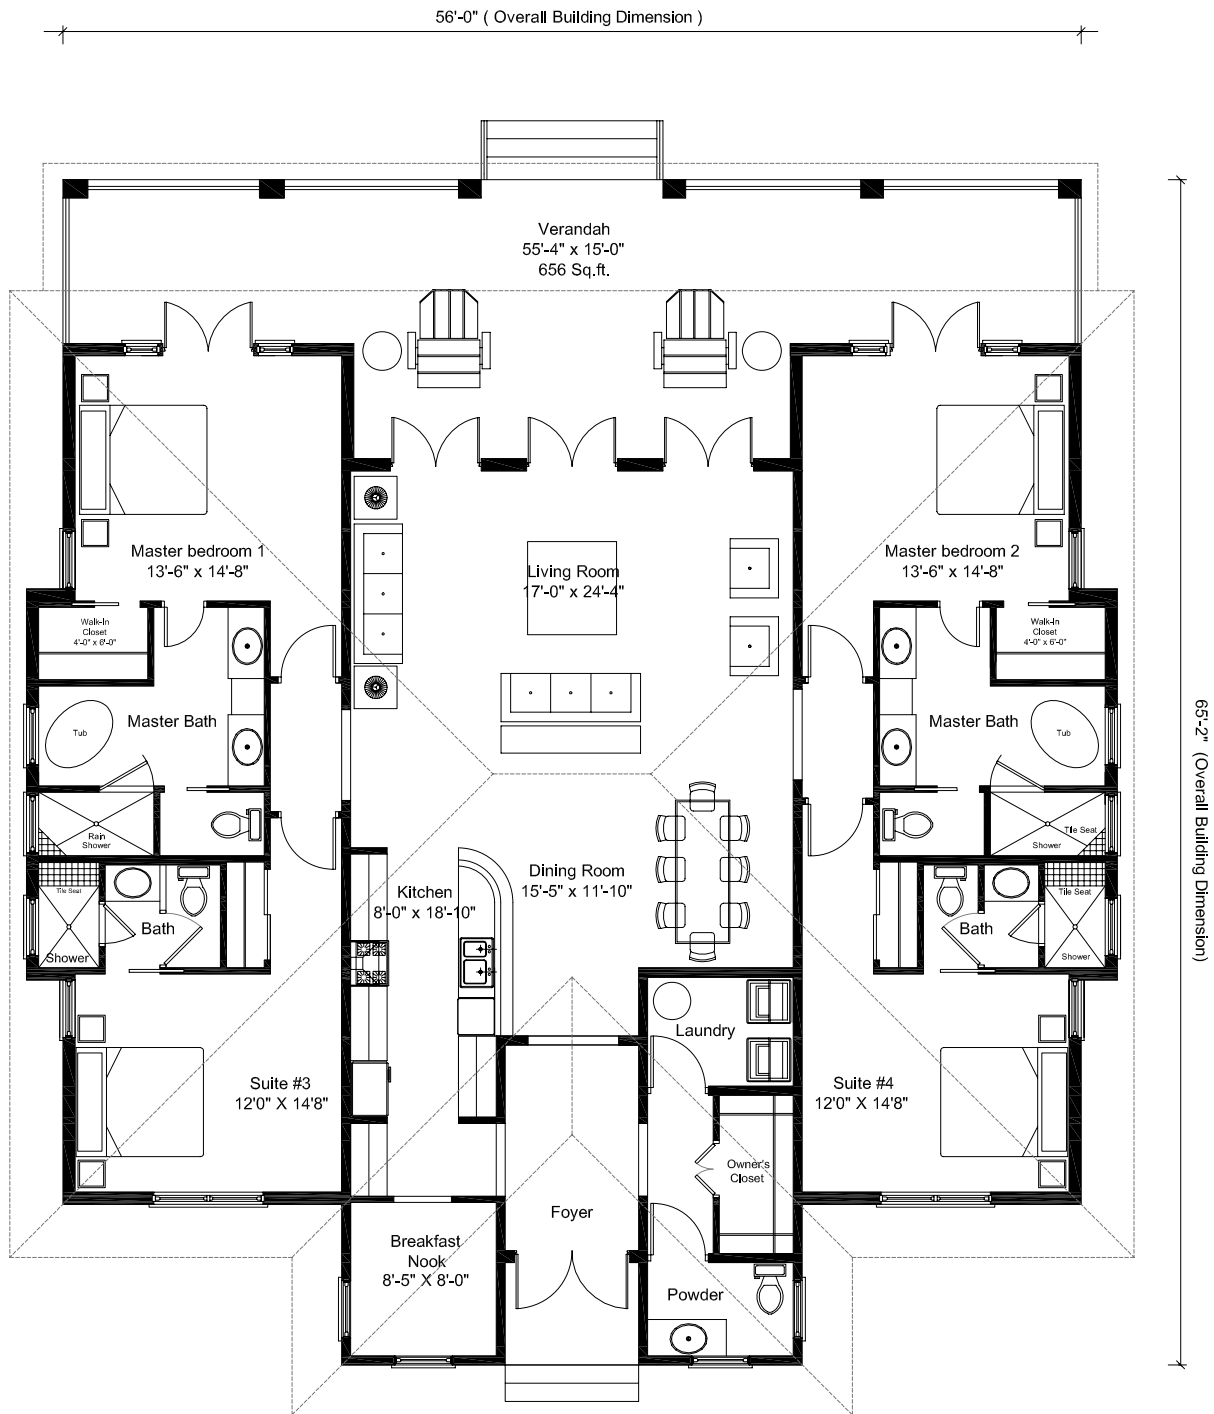 56'-0" ( Overall Building Dimension )
Verandah
55'-4" x 15'-0"
656 Sq.ft.
Master bedroom 1
13'-6" x 14'-8"
Living Room
17'-0" x 24'-4"
Master bedroom 2
13'-6" x 14'-8"
Walk-In
Closet
4'-0" x 6'-0"
Walk-In
Closet
4'-0" x 6'-0"
Master Bath
Tub
Master Bath
Tub
65'-2" (Overall Building Dimension)
Rain
Shower
Tile Seat
Shower
Dining Room
15'-5" x 11'-10"
Kitchen
8'-0" x 18'-10"
Tile Seat
Bath
Shower
Bath
Tile Seat
Shower
Laundry
Suite #3
12'0" X 14'8"
Suite #4
12'0" X 14'8"
Owner's
Closet
Foyer
Breakfast
Nook
8'-5" X 8'-0"
Powder